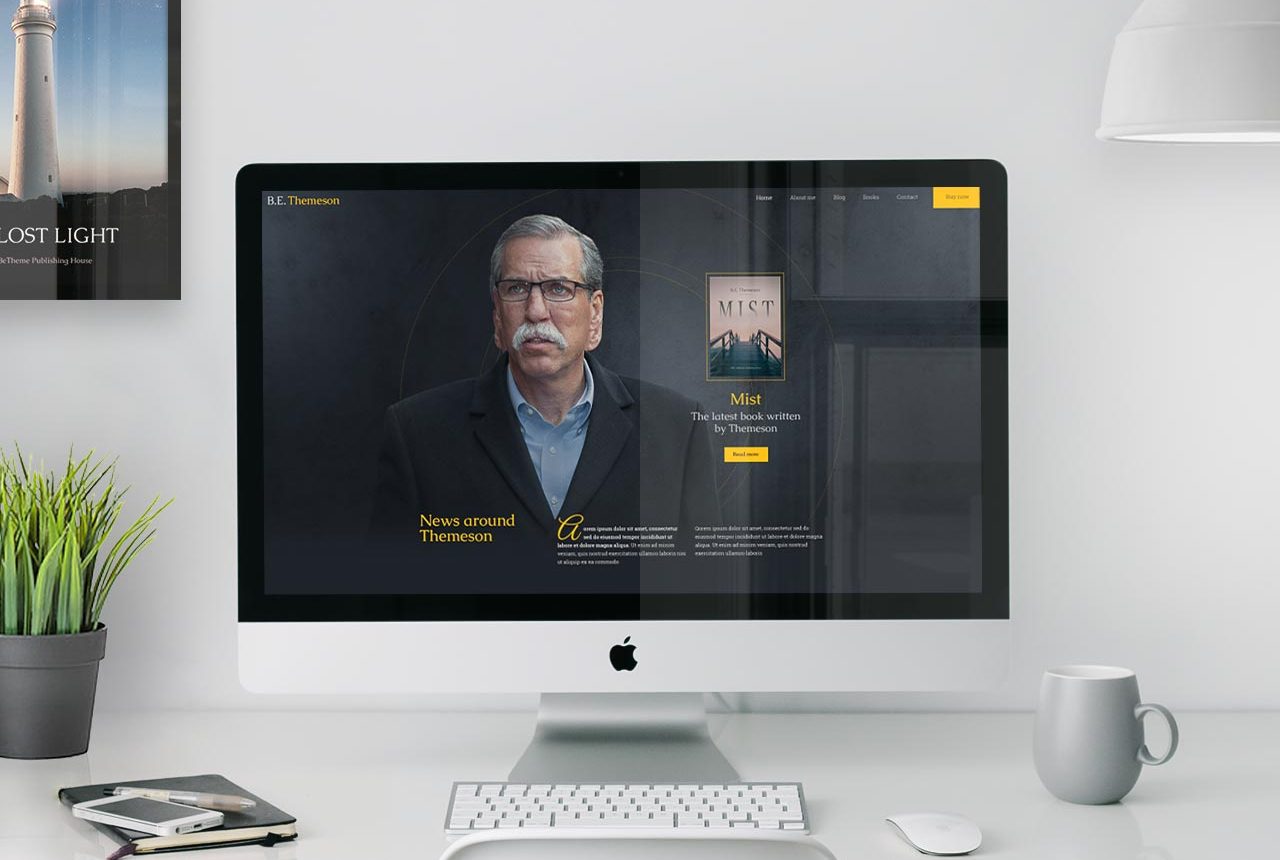 LOST LIGHT
BeTheme Publishing House
B.E. Themeson
Home About me Blog Books Contact Buy now
B.E. Themeson
MIST
Mist
The latest book written
by Themeson
Read more
News around
Themeson
Lorem ipsum dolor sit amet, consectetur
sed do eiusmod tempor incididunt ut
labore et dolore magna aliqua. Ut enim ad minim
veniam, quis nostrud exercitation ullamco laboris nisi
ut aliquip ex ea commodo
Qorem ipsum dolor sit amet, consectetur sed do
eiusmod tempor incididunt ut labore et dolore magna
aliqua. Ut enim ad minim veniam, quis nostrud
exercitation ullamco laboris